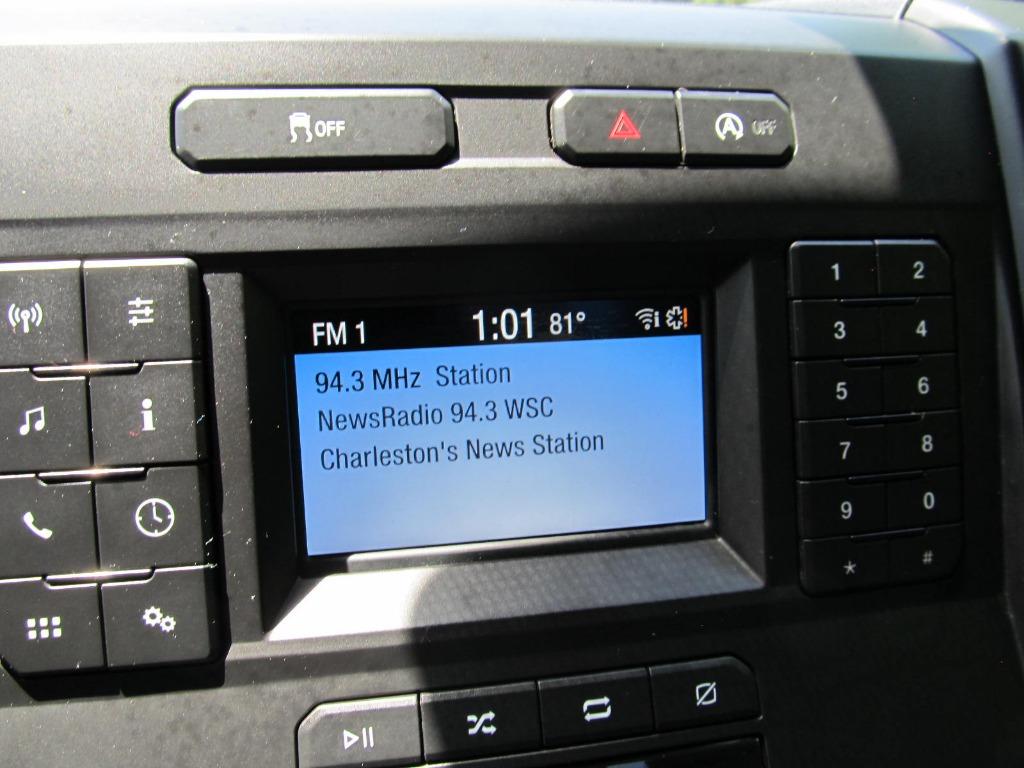 OFF
A OFF
FM 1 1:01 81° i
94.3 MHz Station
NewsRadio 94.3 WSC
Charleston's News Station
i
1 2
3 4
5 6
7 8
9 0
* #